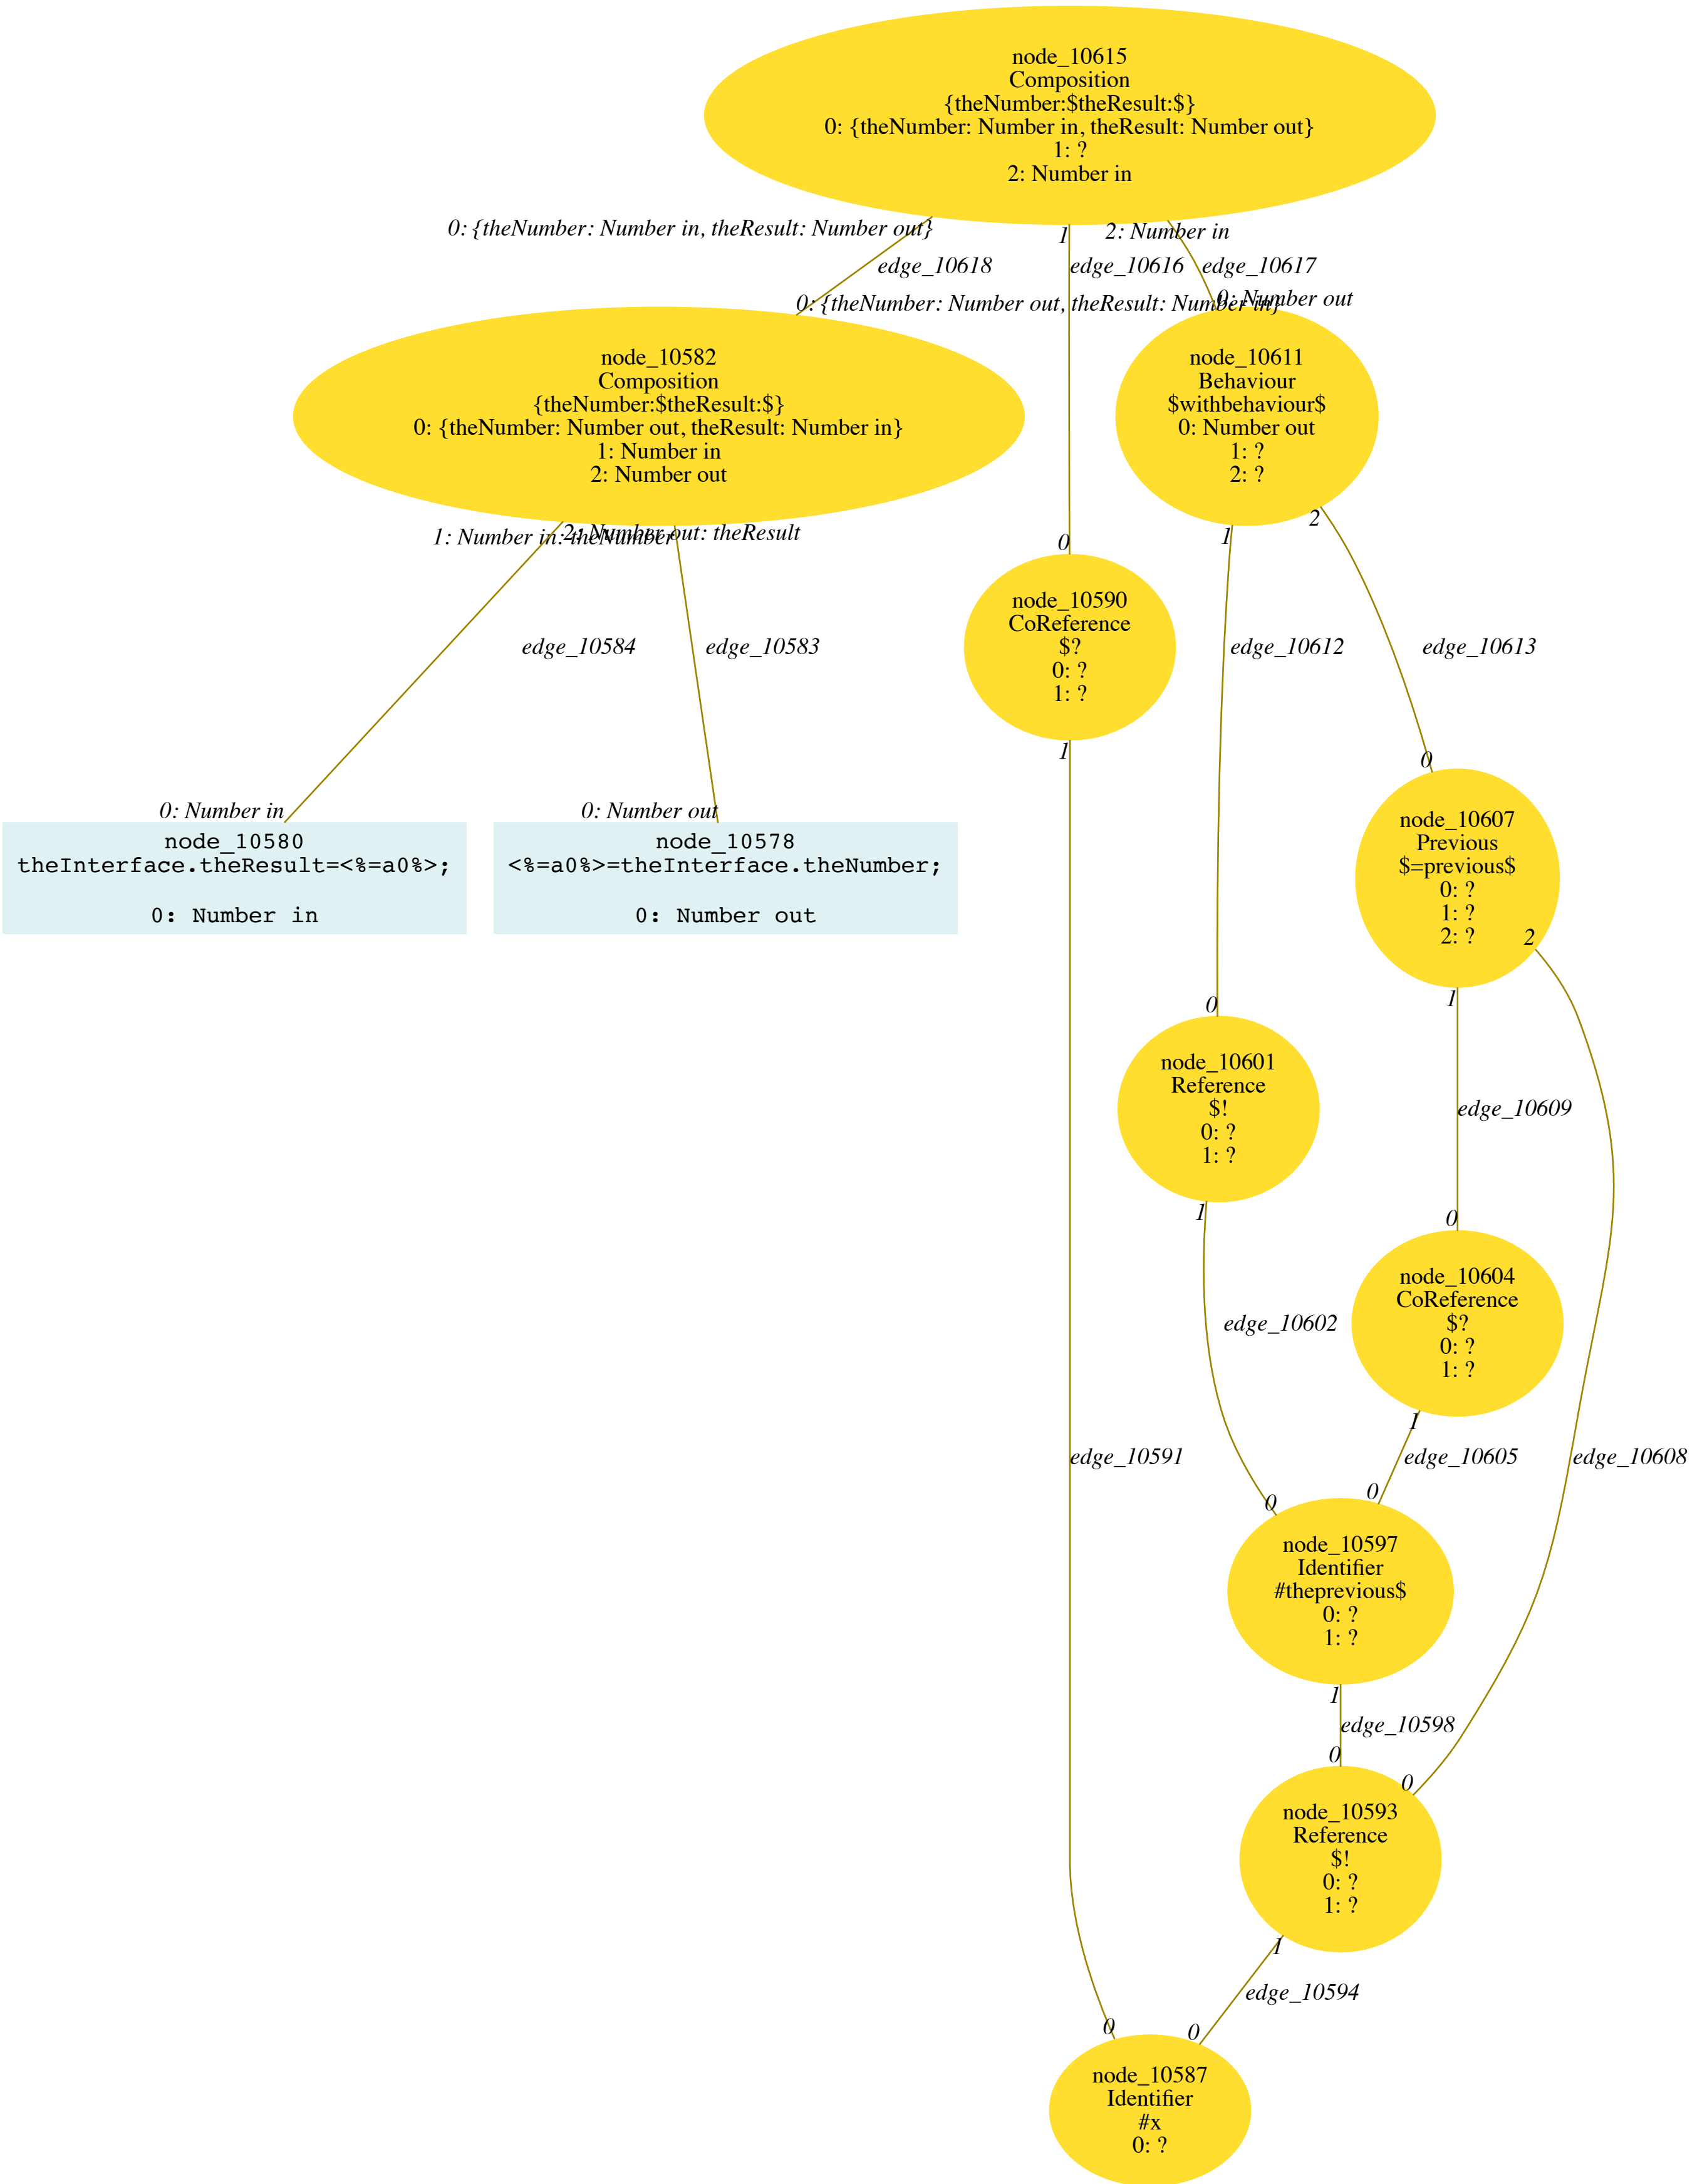 node_10615
Composition
{theNumber:$theResult:$}
0: {theNumber: Number in, theResult: Number out}
1: ?
2: Number in
0: {theNumber: Number in, theResult: Number out}
1
2: Number in
edge_10618
edge_10616
edge_10617
0: {theNumber: Number out, theResult: Number in}
0: Number out
node_10582
Composition
{theNumber:$theResult:$}
0: {theNumber: Number out, theResult: Number in}
1: Number in
2: Number out
node_10611
Behaviour
$withbehaviour$
0: Number out
1: ?
2: ?
1: Number in: theNumber
2: Number out: theResult
0
1
2
node_10590
CoReference
$?
0: ?
1: ?
edge_10584
edge_10583
edge_10612
edge_10613
1
0
0: Number in
0: Number out
node_10580
theInterface.theResult=<%=a0%>;
0: Number in
node_10578
<%=a0%>=theInterface.theNumber;
0: Number out
node_10607
Previous
$=previous$
0: ?
1: ?
2: ?
2
1
0
node_10601
Reference
$!
0: ?
1: ?
edge_10609
1
0
node_10604
CoReference
$?
0: ?
1: ?
edge_10602
1
edge_10591
edge_10605
edge_10608
0
0
node_10597
Identifier
#theprevious$
0: ?
1: ?
1
edge_10598
0
0
node_10593
Reference
$!
0: ?
1: ?
1
edge_10594
0
0
node_10587
Identifier
#x
0: ?